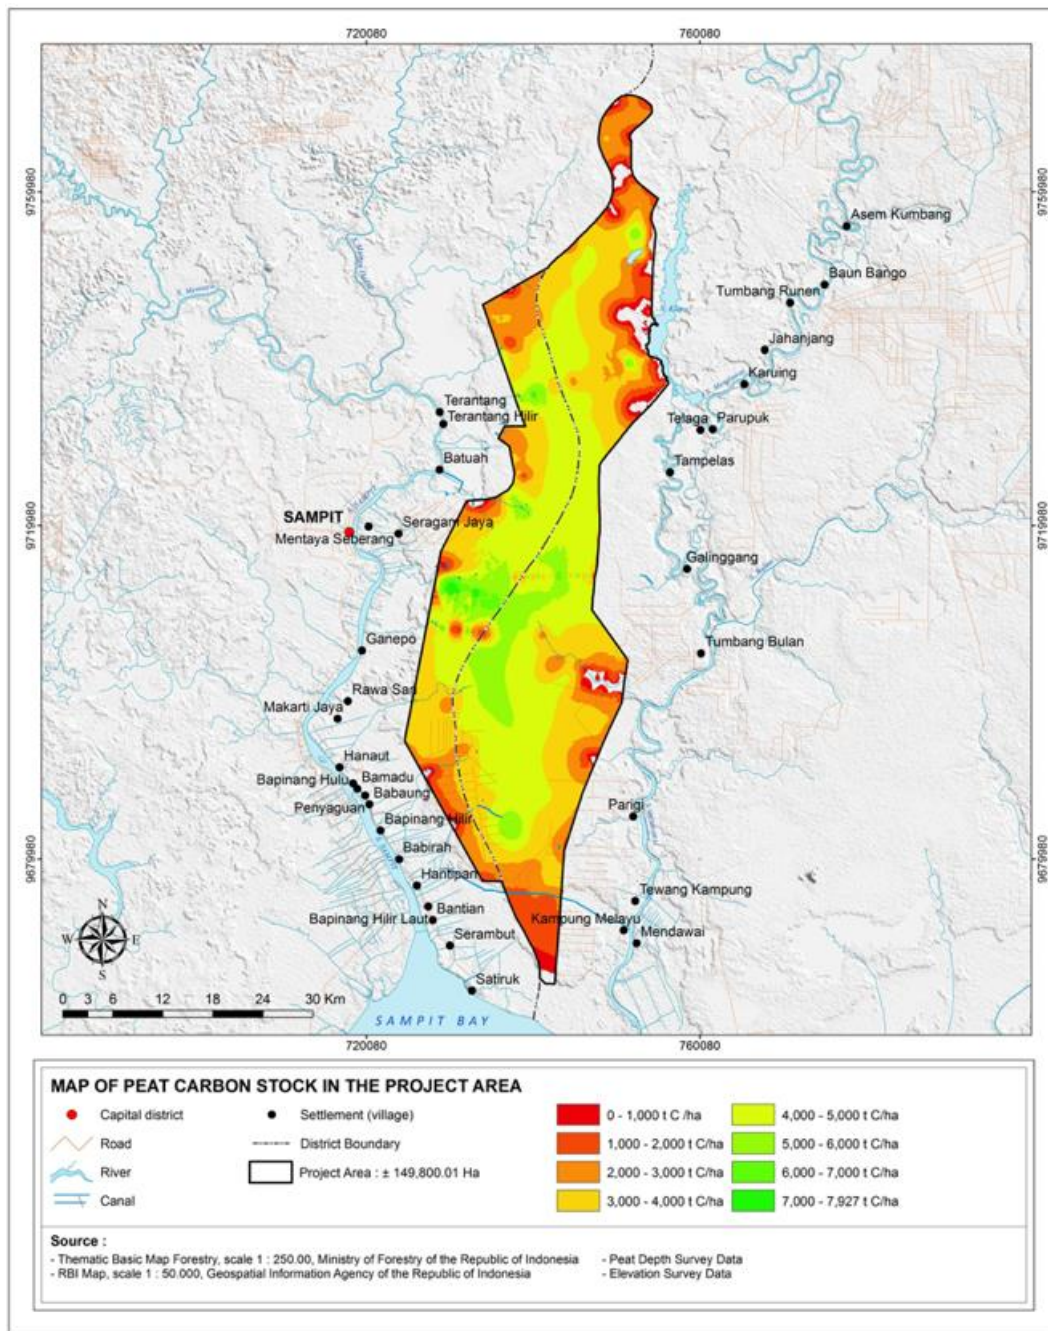 720080
760080
9759980
9759980
Asem Kumbang
Baun Bango
Tumbang Runen
Jahanjang
Karuing
Terantang
Terantang Hilir
Telaga
Parupuk
Batuah
Tampelas
SAMPIT
Seragam Jaya
Mentaya Seberang
9719980
9719980
Galinggang
Ganepo
Tumbang Bulan
Rawa Sari
Makarti Jaya
Hanaut
Bapinang Hulu
Bamadu
Babaung
Penyaguan
Parigi
Bapinang Hilir
Babirah
9679980
9679980
Hantipan
Tewang Kampung
Bantian
Bapinang Hilir Laut
Kampung Melayu
Mendawai
Serambut
Satiruk
N
W E
S
0 3 6 12 18 24 30 Km
SAMPIT BAY
720080
760080
MAP OF PEAT CARBON STOCK IN THE PROJECT AREA
Capital district
Settlement (village)
0 - 1,000 t C /ha
4,000 - 5,000 t C/ha
Road
District Boundary
1,000 - 2,000 t C/ha
5,000 - 6,000 t C/ha
River
Project Area : ± 149,800.01 Ha
2,000 - 3,000 t C/ha
6,000 - 7,000 t C/ha
Canal
3,000 - 4,000 t C/ha
7,000 - 7,927 t C/ha
Source :
- Thematic Basic Map Forestry, scale 1 : 250.00, Ministry of Forestry of the Republic of Indonesia
- Peat Depth Survey Data
- RBI Map, scale 1 : 50.000, Geospatial Information Agency of the Republic of Indonesia
- Elevation Survey Data